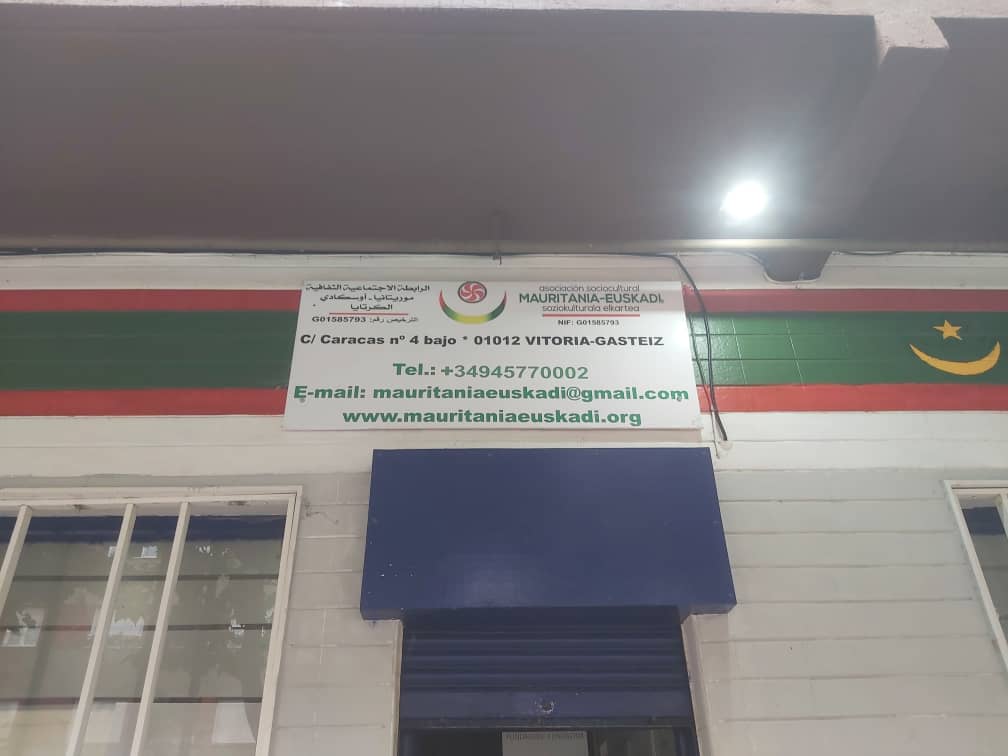 الرابطة الاجتماعية الثقافية
موريتانيا - أوسكادي
الكرتايا
الترخيص رقم: G01585793
asociación sociocultural
MAURITANIA-EUSKADI
soziokulturala elkartea
NIF: G01585793
C/ Caracas nº 4 bajo * 01012 VITORIA-GASTEIZ
Tel.: +34945770002
E-mail: mauritaniaeuskadi@gmail.com
www.mauritaniaeuskadi.org